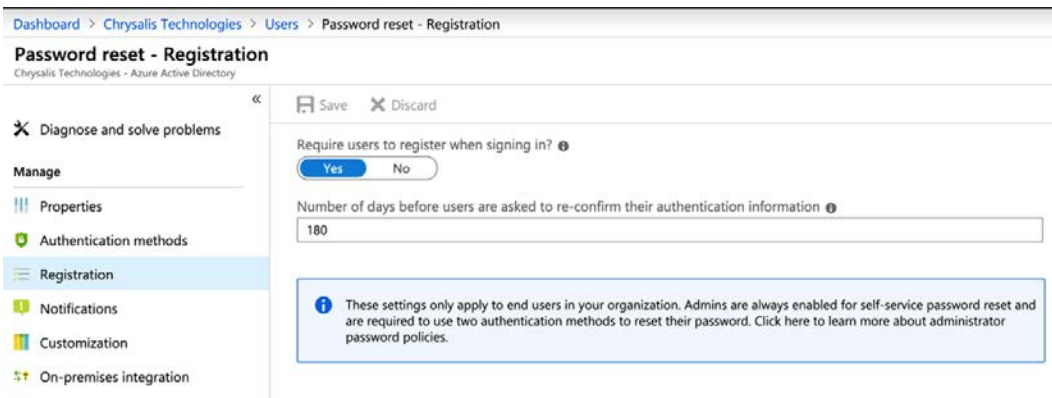 Dashboard > Chrysalis Technologies > Users > Password reset - Registration
Password reset - Registration
Chrysalis Technologies - Azure Active Directory
«
Diagnose and solve problems
Manage
Properties
Authentication methods
Registration
Notifications
Customization
On-premises integration
Save Discard
Require users to register when signing in?
Yes No
Number of days before users are asked to re-confirm their authentication information
180
These settings only apply to end users in your organization. Admins are always enabled for self-service password reset and
are required to use two authentication methods to reset their password. Click here to learn more about administrator
password policies.